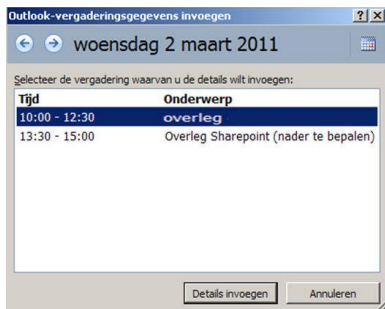 Outlook-vergaderingsgegevens invoegen
woensdag 2 maart 2011
Selecteer de vergadering waarvan u de details wilt invoegen:
Tijd Onderwerp
10:00 - 12:30 overleg
13:30 - 15:00 Overleg Sharepoint (nader te bepalen)
Details invoegen Annuleren